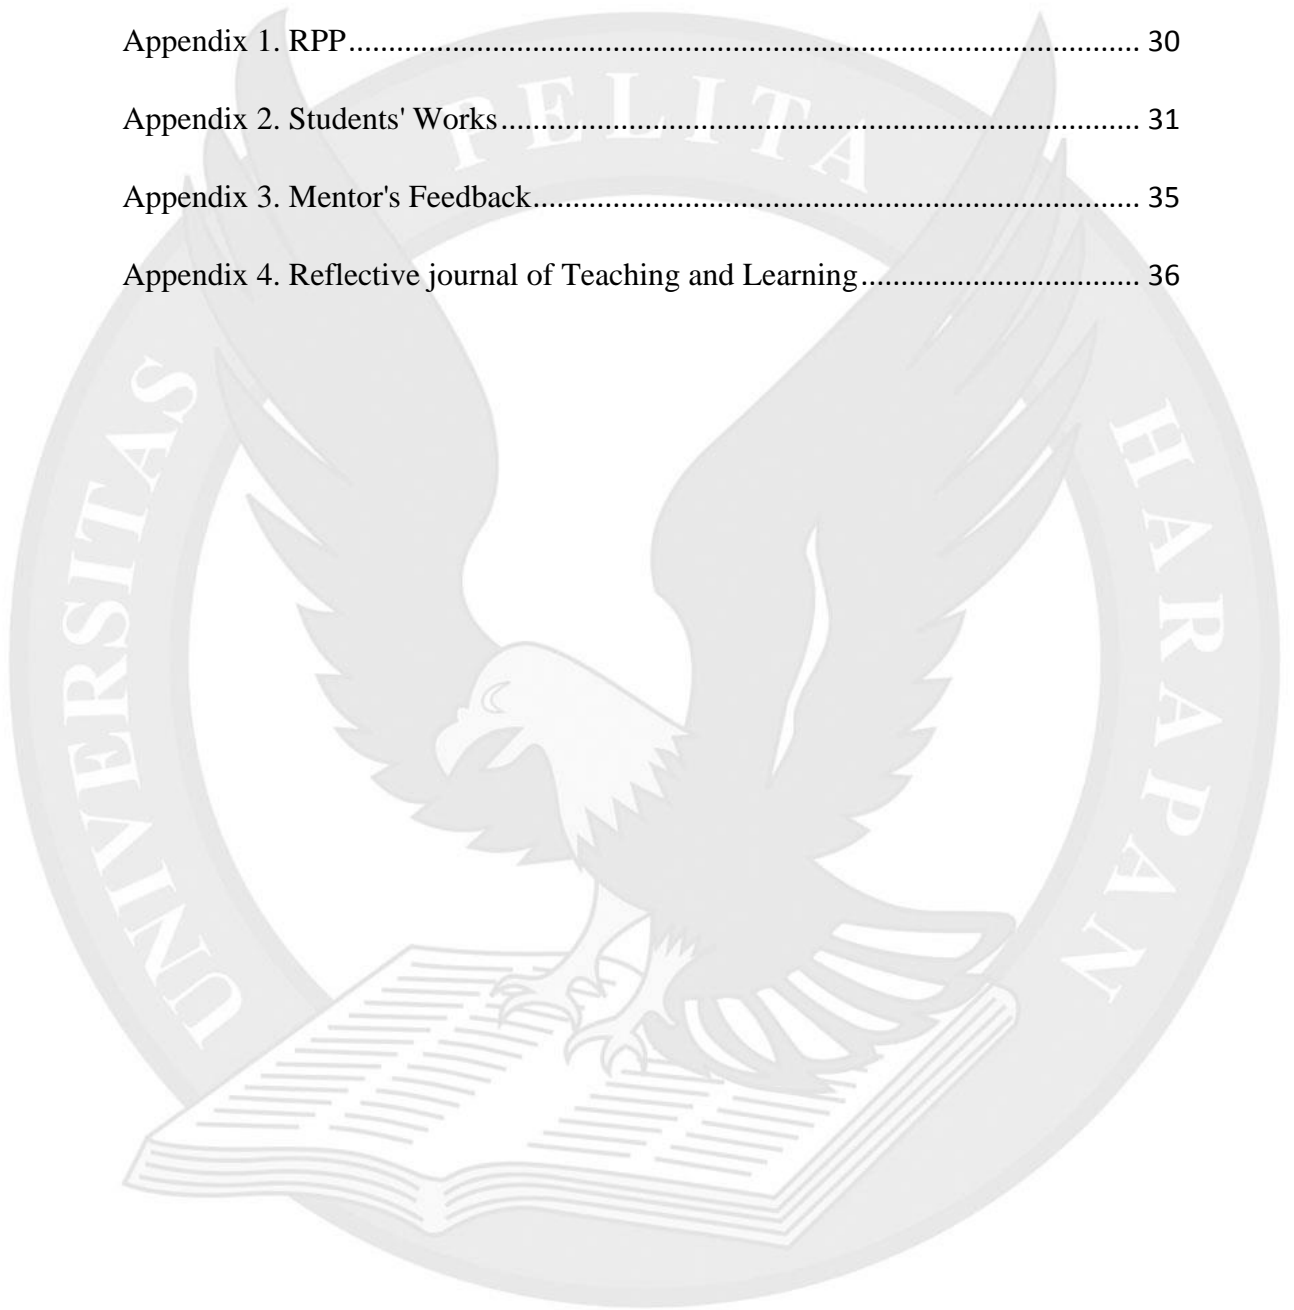 Appendix 1. RPP.................................................................................................... 30
Appendix 2. Students' Works................................................................................. 31
Appendix 3. Mentor's Feedback............................................................................. 35
Appendix 4. Reflective journal of Teaching and Learning................................... 36
UNIVERSITAS PELITA HARAPAN